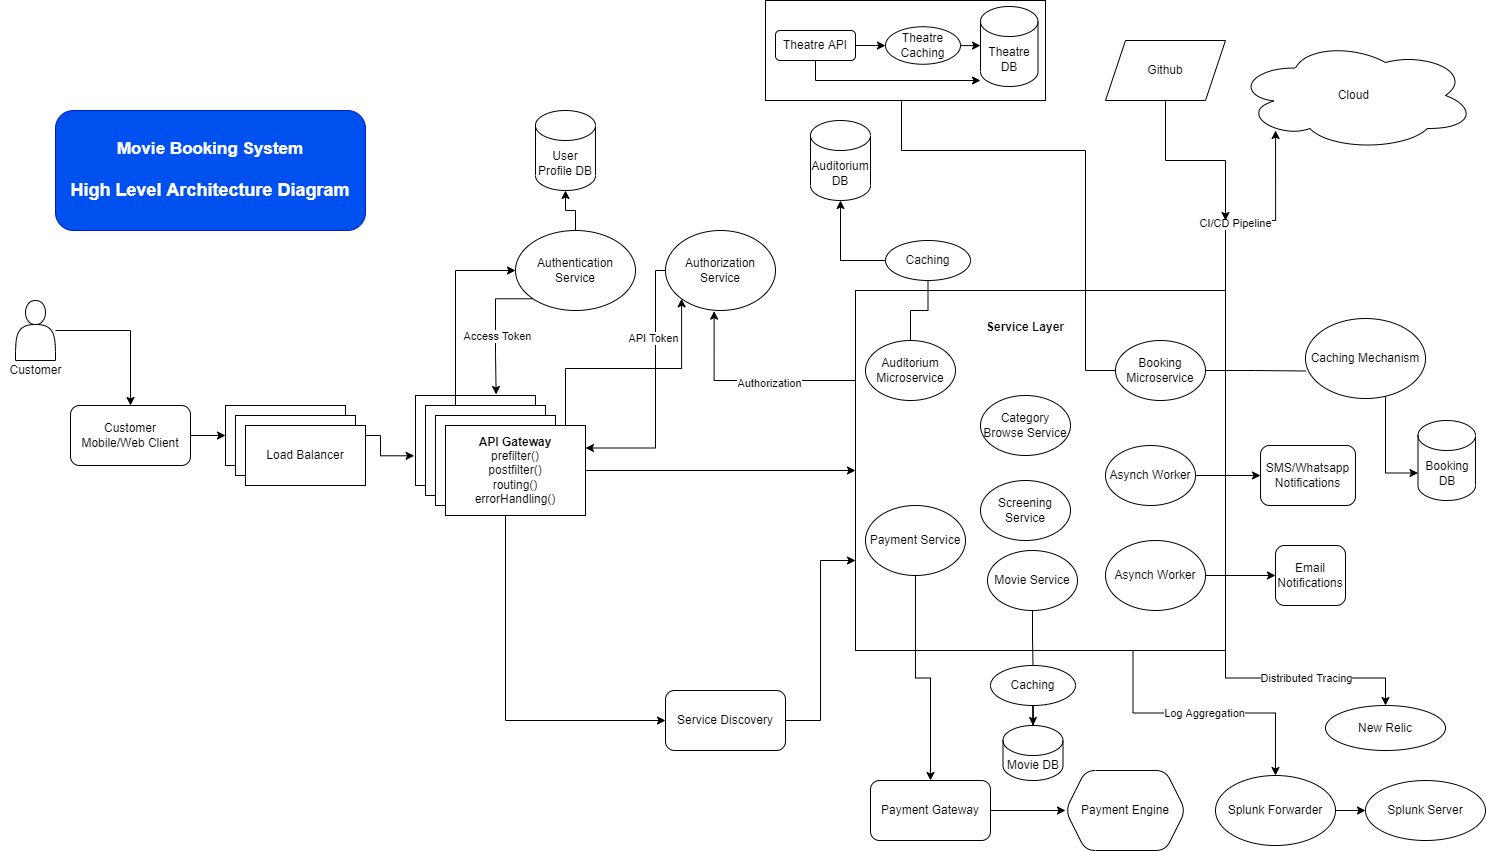 Movie Booking System
High Level Architecture Diagram
Theatre API
Theatre
Caching
Theatre
DB
Github
Cloud
User
Profile DB
Auditorium
DB
CI/CD Pipeline
Authentication
Service
Authorization
Service
Caching
Access Token
API Token
Service Layer
Customer
Authorization
Auditorium
Microservice
Booking
Microservice
Caching Mechanism
Customer
Mobile/Web Client
Load Balancer
API Gateway
prefilter()
postfilter()
routing()
errorHandling()
Category
Browse Service
Asynch Worker
SMS/Whatsapp
Notifications
Booking
DB
Screening
Service
Payment Service
Movie Service
Asynch Worker
Email
Notifications
Service Discovery
Caching
Distributed Tracing
Log Aggregation
New Relic
Movie DB
Payment Gateway
Payment Engine
Splunk Forwarder
Splunk Server